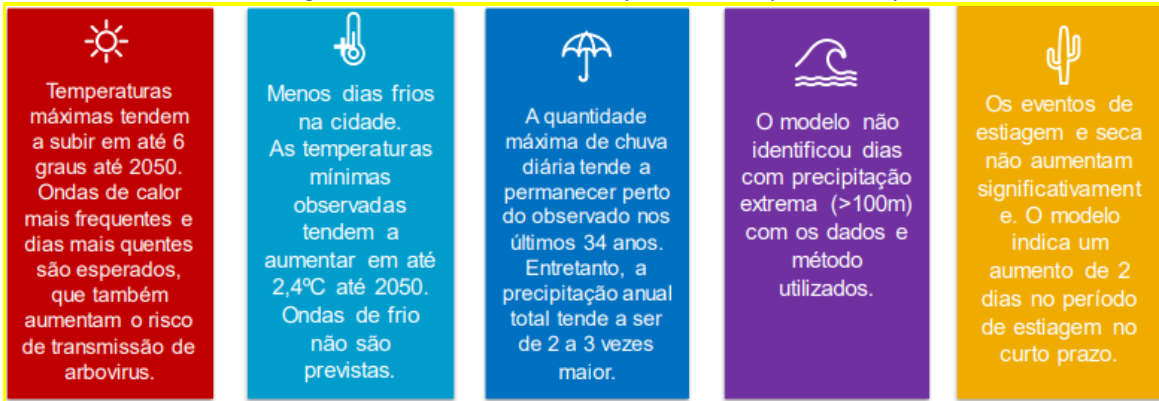 Temperaturas
máximas tendem
a subir em até 6
graus até 2050.
Ondas de calor
mais frequentes e
dias mais quentes
são esperados,
que também
aumentam o risco
de transmissão de
arbovirus.
Menos dias frios
na cidade.
As temperaturas
mínimas
observadas
tendem a
aumentar em até
2,4ºC até 2050.
Ondas de frio
não são
previstas.
A quantidade
máxima de chuva
diária tende a
permanecer perto
do observado nos
últimos 34 anos.
Entretanto, a
precipitação anual
total tende a ser
de 2 a 3 vezes
maior.
O modelo não
identificou dias
com precipitação
extrema (>100m)
com os dados e
método
utilizados.
Os eventos de
estiagem e seca
não aumentam
significativament
e. O modelo
indica um
aumento de 2
dias no período
de estiagem no
curto prazo.